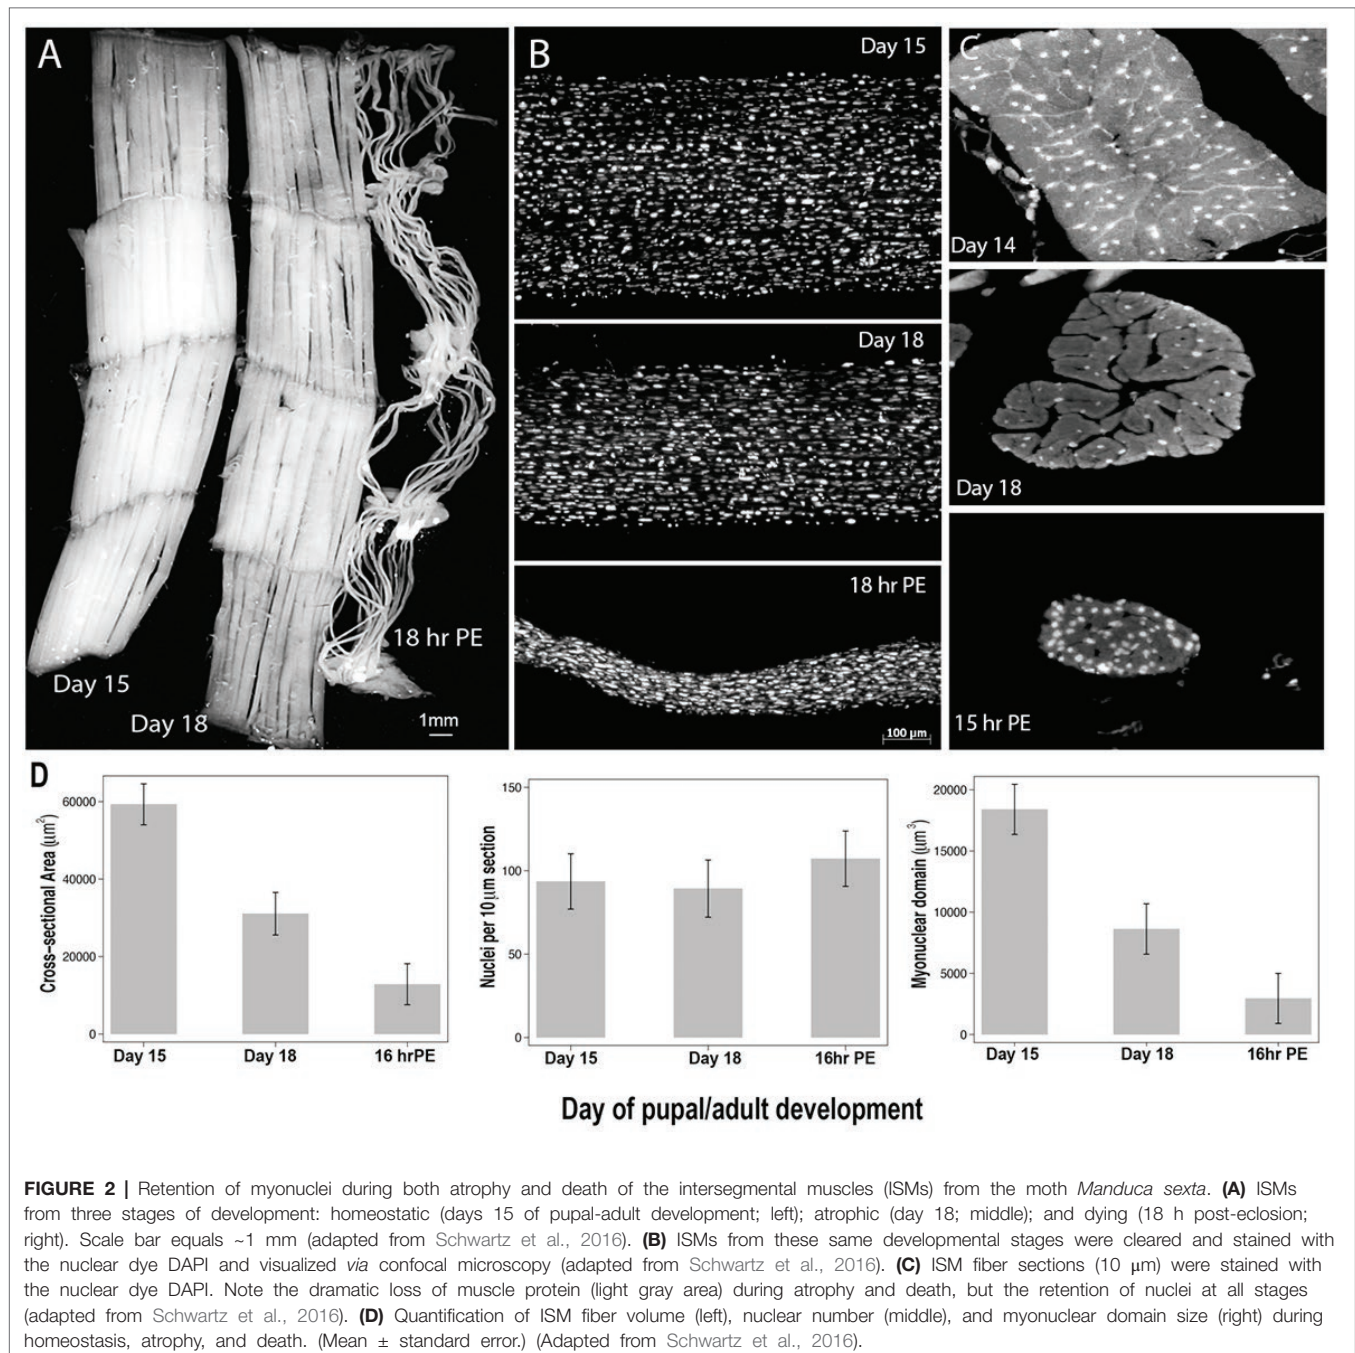 A
Day 15
Day 18
18 hr PE
1mm
B
Day 15
Day 18
18 hr PE
100 µm
C
Day 14
Day 18
15 hr PE
D
Cross–sectional Area (µm²)
60000
40000
20000
0
Day 15
Day 18
16 hrPE
Nuclei per 10µm section
150
100
50
0
Day 15
Day 18
16hr PE
Myonuclear domain (µm³)
20000
15000
10000
5000
0
Day 15
Day 18
16hr PE
Day of pupal/adult development
FIGURE 2 | Retention of myonuclei during both atrophy and death of the intersegmental muscles (ISMs) from the moth Manduca sexta. (A) ISMs
from three stages of development: homeostatic (days 15 of pupal-adult development; left); atrophic (day 18; middle); and dying (18 h post-eclosion;
right). Scale bar equals ~1 mm (adapted from Schwartz et al., 2016). (B) ISMs from these same developmental stages were cleared and stained with
the nuclear dye DAPI and visualized via confocal microscopy (adapted from Schwartz et al., 2016). (C) ISM fiber sections (10 μm) were stained with
the nuclear dye DAPI. Note the dramatic loss of muscle protein (light gray area) during atrophy and death, but the retention of nuclei at all stages
(adapted from Schwartz et al., 2016). (D) Quantification of ISM fiber volume (left), nuclear number (middle), and myonuclear domain size (right) during
homeostasis, atrophy, and death. (Mean ± standard error.) (Adapted from Schwartz et al., 2016).